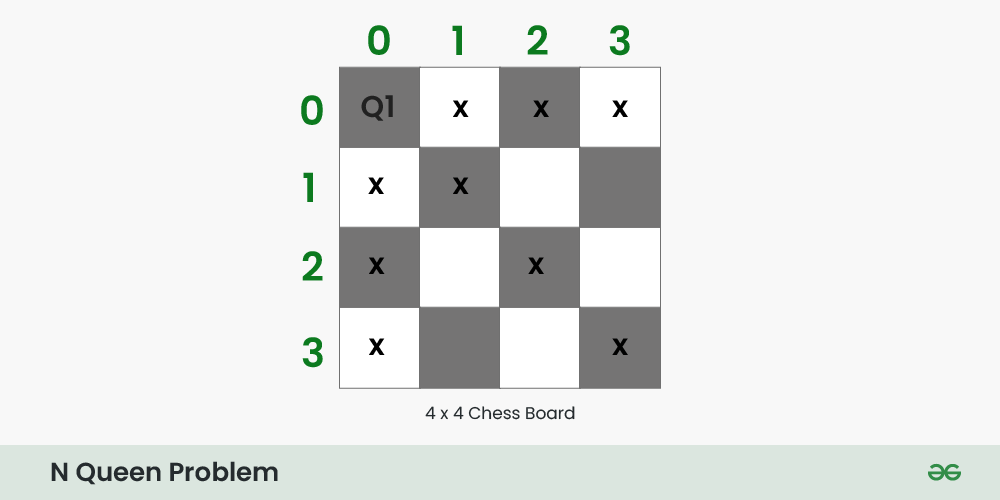 0 1 2 3
0 Q1 x x x
1 x x
2 x x
3 x x
4 x 4 Chess Board
N Queen Problem